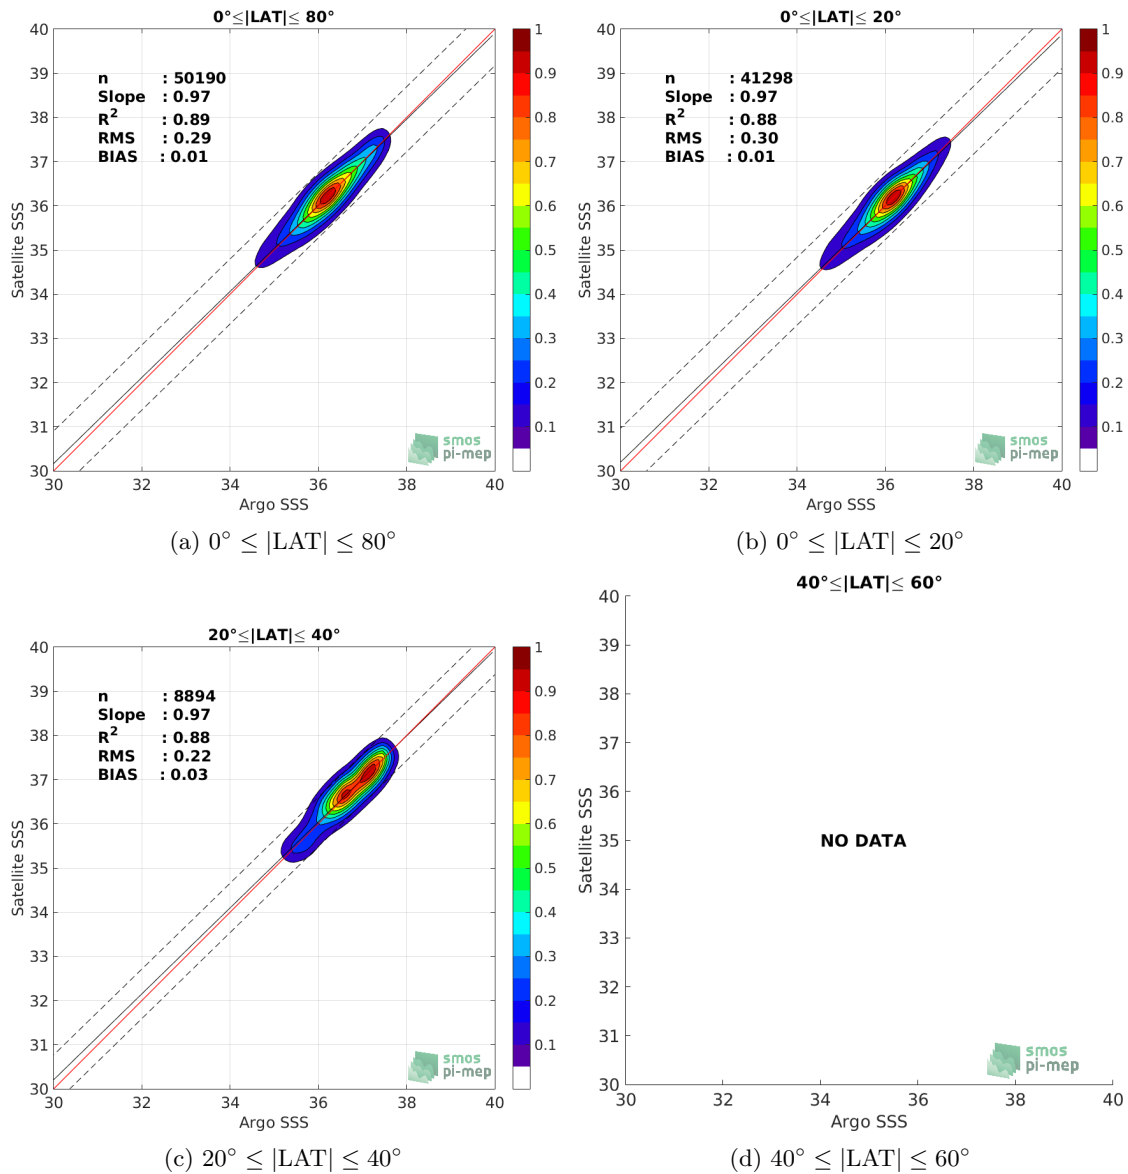 0°≤|LAT|≤ 80°
40
39
38
37
36
35
34
33
32
31
30
Satellite SSS
n : 50190
Slope : 0.97
R2 : 0.89
RMS : 0.29
BIAS : 0.01
smos
pi-mep
30 32 34 36 38 40
Argo SSS
1
0.9
0.8
0.7
0.6
0.5
0.4
0.3
0.2
0.1
(a) 0° ≤ |LAT| ≤ 80°
0°≤|LAT|≤ 20°
40
39
38
37
36
35
34
33
32
31
30
Satellite SSS
n : 41298
Slope : 0.97
R2 : 0.88
RMS : 0.30
BIAS : 0.01
smos
pi-mep
30 32 34 36 38 40
Argo SSS
1
0.9
0.8
0.7
0.6
0.5
0.4
0.3
0.2
0.1
(b) 0° ≤ |LAT| ≤ 20°
20°≤|LAT|≤ 40°
40
39
38
37
36
35
34
33
32
31
30
Satellite SSS
n : 8894
Slope : 0.97
R2 : 0.88
RMS : 0.22
BIAS : 0.03
smos
pi-mep
30 32 34 36 38 40
Argo SSS
1
0.9
0.8
0.7
0.6
0.5
0.4
0.3
0.2
0.1
(c) 20° ≤ |LAT| ≤ 40°
40°≤|LAT|≤ 60°
40
39
38
37
36
35
34
33
32
31
30
Satellite SSS
NO DATA
smos
pi-mep
30 32 34 36 38 40
Argo SSS
(d) 40° ≤ |LAT| ≤ 60°